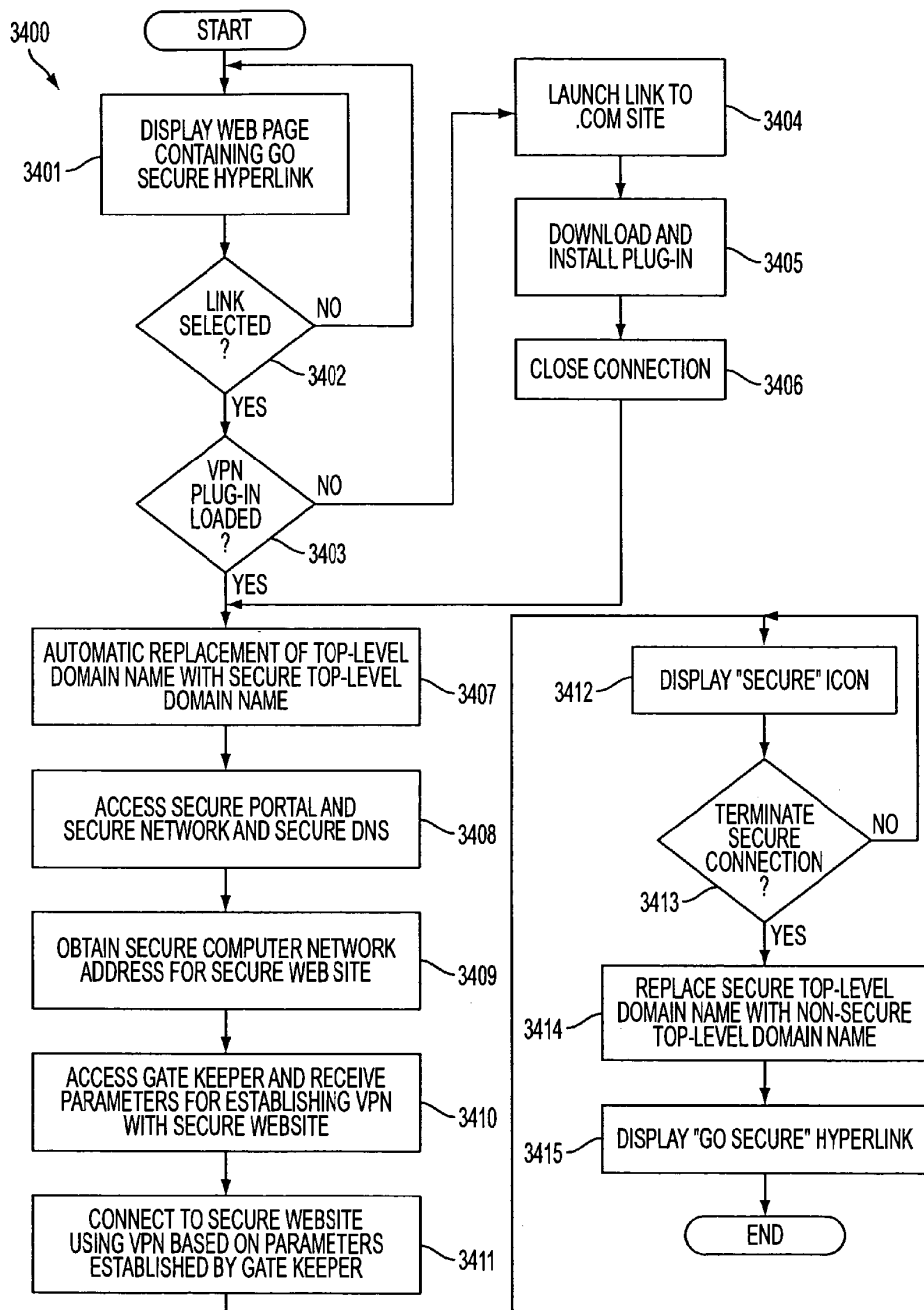 3400
START
3401
DISPLAY WEB PAGE
CONTAINING GO
SECURE HYPERLINK
LINK
SELECTED
?
NO
3402
YES
VPN
PLUG-IN
LOADED
?
NO
3403
YES
LAUNCH LINK TO
.COM SITE
3404
DOWNLOAD AND
INSTALL PLUG-IN
3405
CLOSE CONNECTION
3406
AUTOMATIC REPLACEMENT OF TOP-LEVEL
DOMAIN NAME WITH SECURE TOP-LEVEL
DOMAIN NAME
3407
ACCESS SECURE PORTAL AND
SECURE NETWORK AND SECURE DNS
3408
OBTAIN SECURE COMPUTER NETWORK
ADDRESS FOR SECURE WEB SITE
3409
ACCESS GATE KEEPER AND RECEIVE
PARAMETERS FOR ESTABLISHING VPN
WITH SECURE WEBSITE
3410
CONNECT TO SECURE WEBSITE
USING VPN BASED ON PARAMETERS
ESTABLISHED BY GATE KEEPER
3411
3412
DISPLAY "SECURE" ICON
TERMINATE
SECURE
CONNECTION
?
NO
3413
YES
REPLACE SECURE TOP-LEVEL
DOMAIN NAME WITH NON-SECURE
TOP-LEVEL DOMAIN NAME
3414
DISPLAY "GO SECURE" HYPERLINK
3415
END